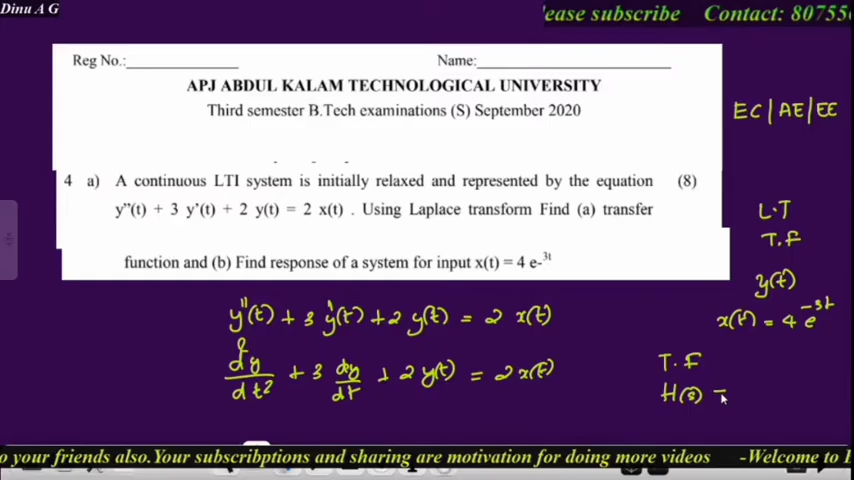 Dinu A G
ease subscribe Contact: 80755
Reg No.:____________ Name:____________
APJ ABDUL KALAM TECHNOLOGICAL UNIVERSITY
Third semester B.Tech examinations (S) September 2020
EC | AE | EE
4 a) A continuous LTI system is initially relaxed and represented by the equation (8)
y”(t) + 3 y’(t) + 2 y(t) = 2 x(t) . Using Laplace transform Find (a) transfer
function and (b) Find response of a system for input x(t) = 4 e-³ᵗ
L.T
T.F
y(t)
x(t) = 4 e^-3t
y''(t) + 3 y'(t) + 2 y(t) = 2 x(t)
d²y/dt² + 3 dy/dt + 2 y(t) = 2 x(t)
T.F
H(s) =
o your friends also.Your subscribptions and sharing are motivation for doing more videos -Welcome to